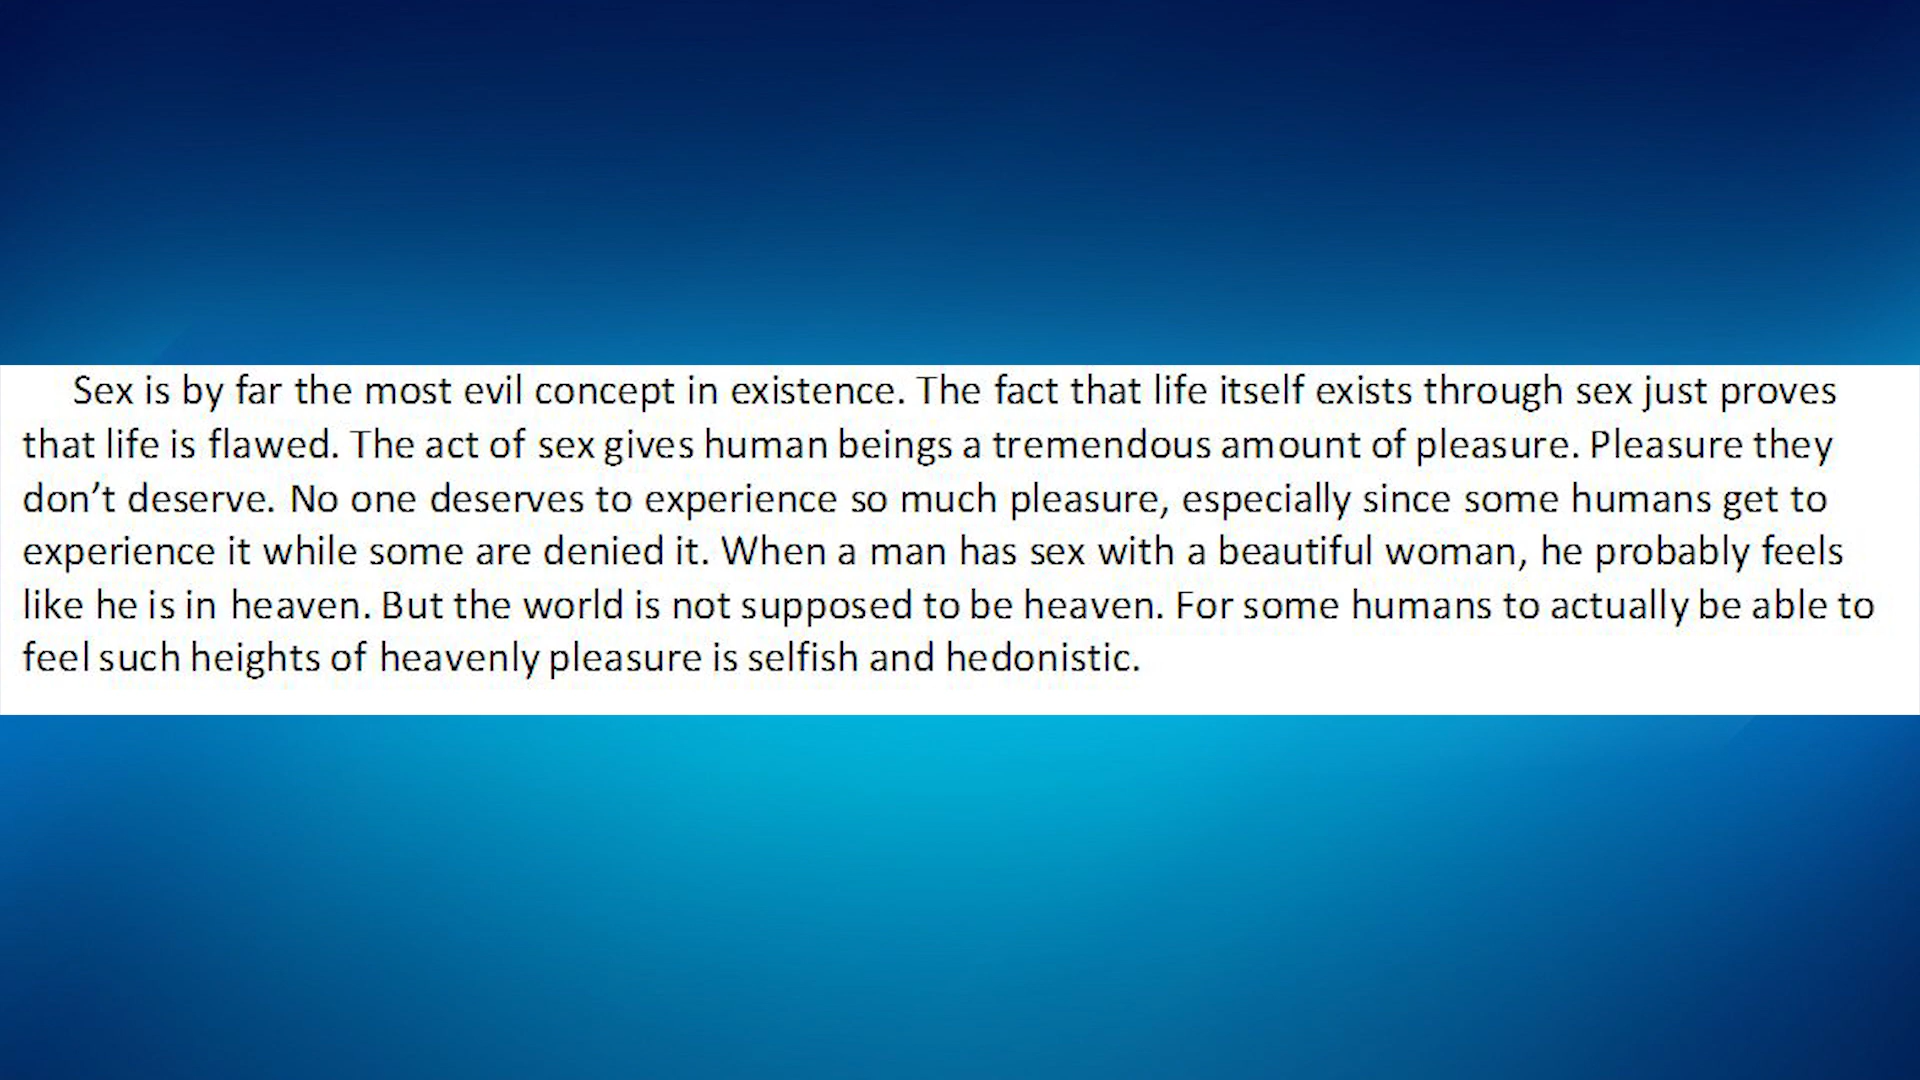 Sex is by far the most evil concept in existence. The fact that life itself exists through sex just proves
that life is flawed. The act of sex gives human beings a tremendous amount of pleasure. Pleasure they
don’t deserve. No one deserves to experience so much pleasure, especially since some humans get to
experience it while some are denied it. When a man has sex with a beautiful woman, he probably feels
like he is in heaven. But the world is not supposed to be heaven. For some humans to actually be able to
feel such heights of heavenly pleasure is selfish and hedonistic.